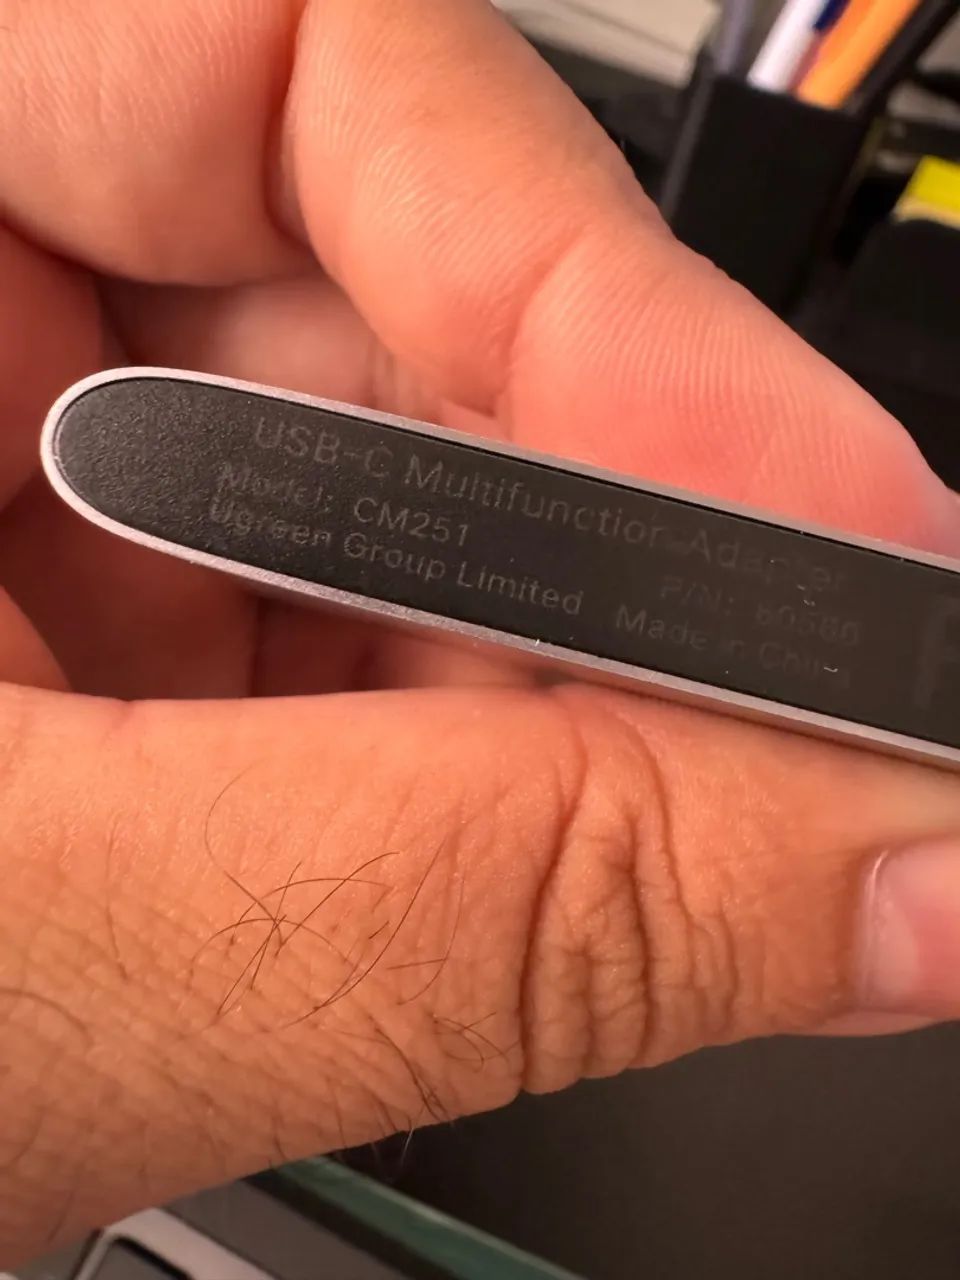 USB-C Multifunction Adapter
Model: CM251 P/N:
Ugreen Group Limited Made in China